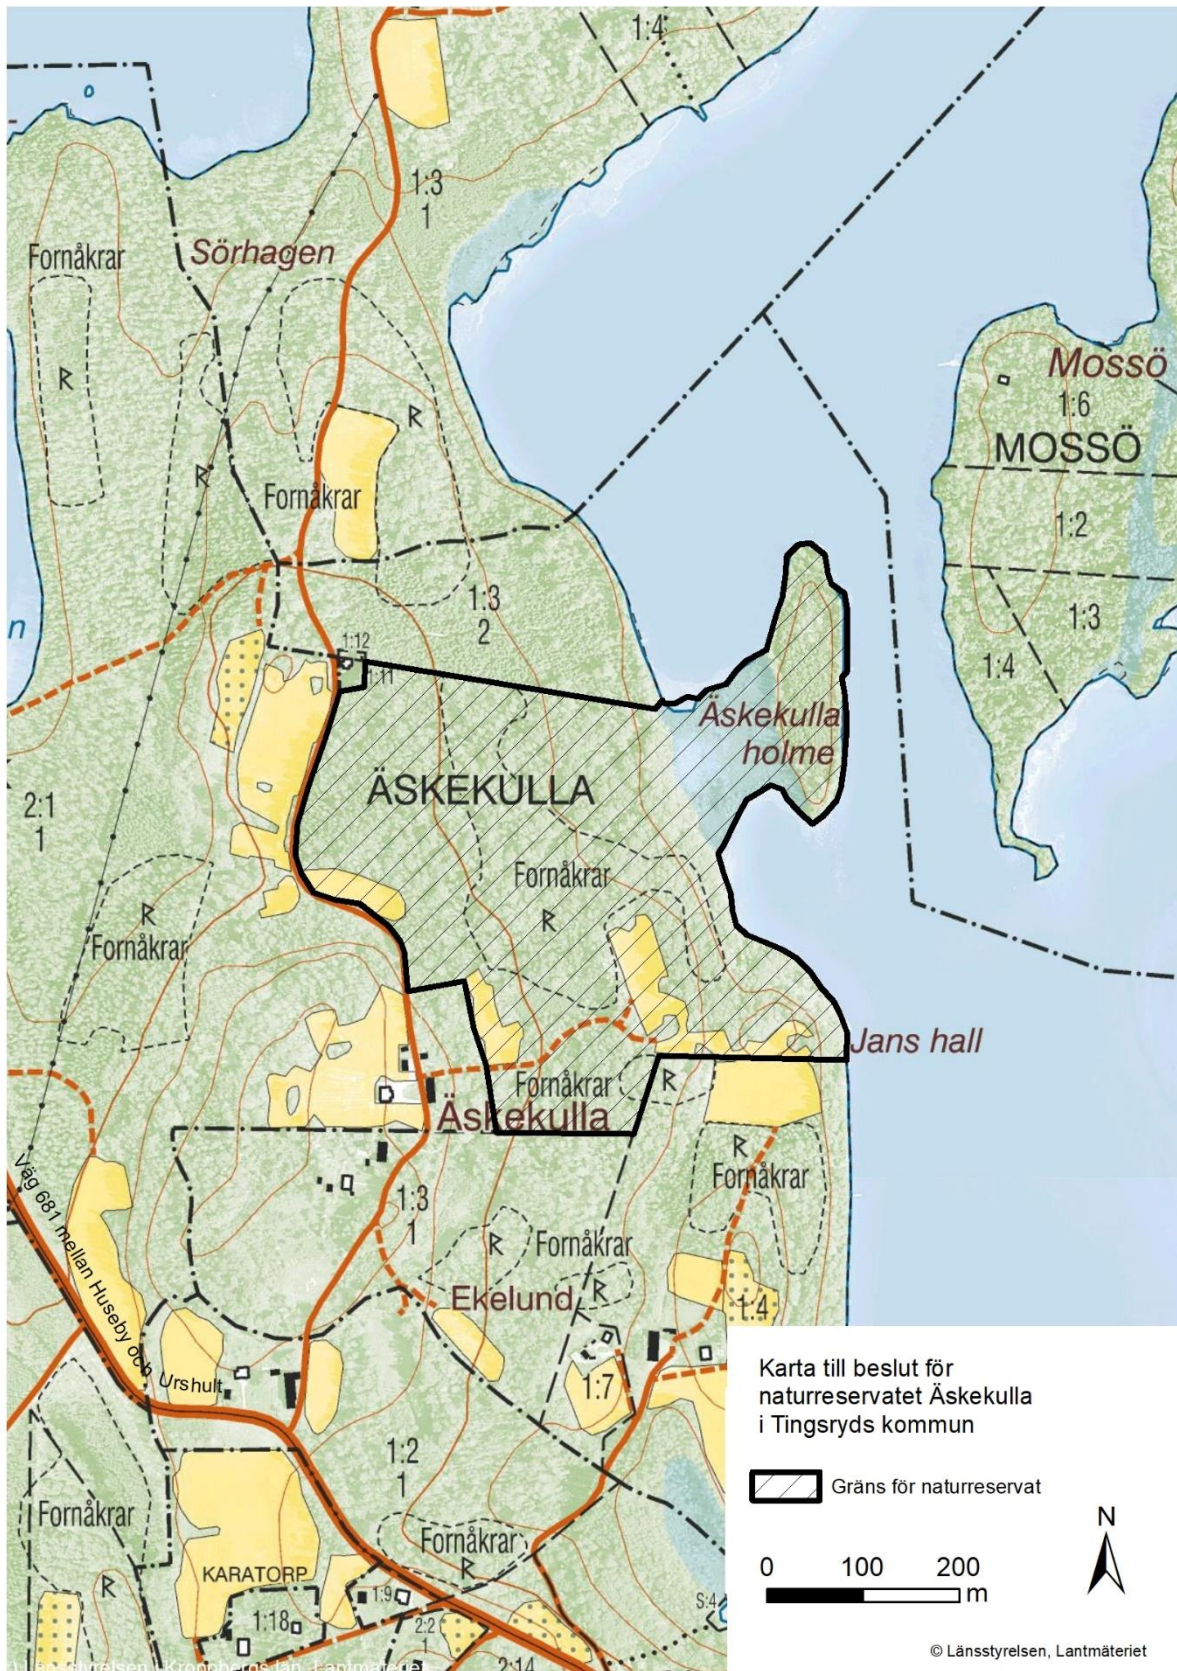 1:4
1:3
1
Fornåkrar
Sörhagen
R
R
R
Mossö
1:6
MOSSÖ
1:2
1:3
1:4
Fornåkrar
1:3
2
n
1:12
1:11
Äskekulla
holme
ÄSKEKULLA
2:1
1
Fornåkrar
R
R
Fornåkrar
Jans hall
Fornåkrar
R
Äskekulla
R
Fornåkrar
1:3
1
Väg 681 mellan Huseby och Urshult
R
Fornåkrar
R
Ekelund
1:4
1:7
1:2
1
Fornåkrar
R
Fornåkrar
R
KARATORP
1:9
1:18
2:2
1
2:14
S:4
Karta till beslut för
naturreservatet Äskekulla
i Tingsryds kommun
Gräns för naturreservat
N
0 100 200
m
© Länsstyrelsen, Lantmäteriet
Länsstyrelsen i Kronobergs län, Lantmäteriet